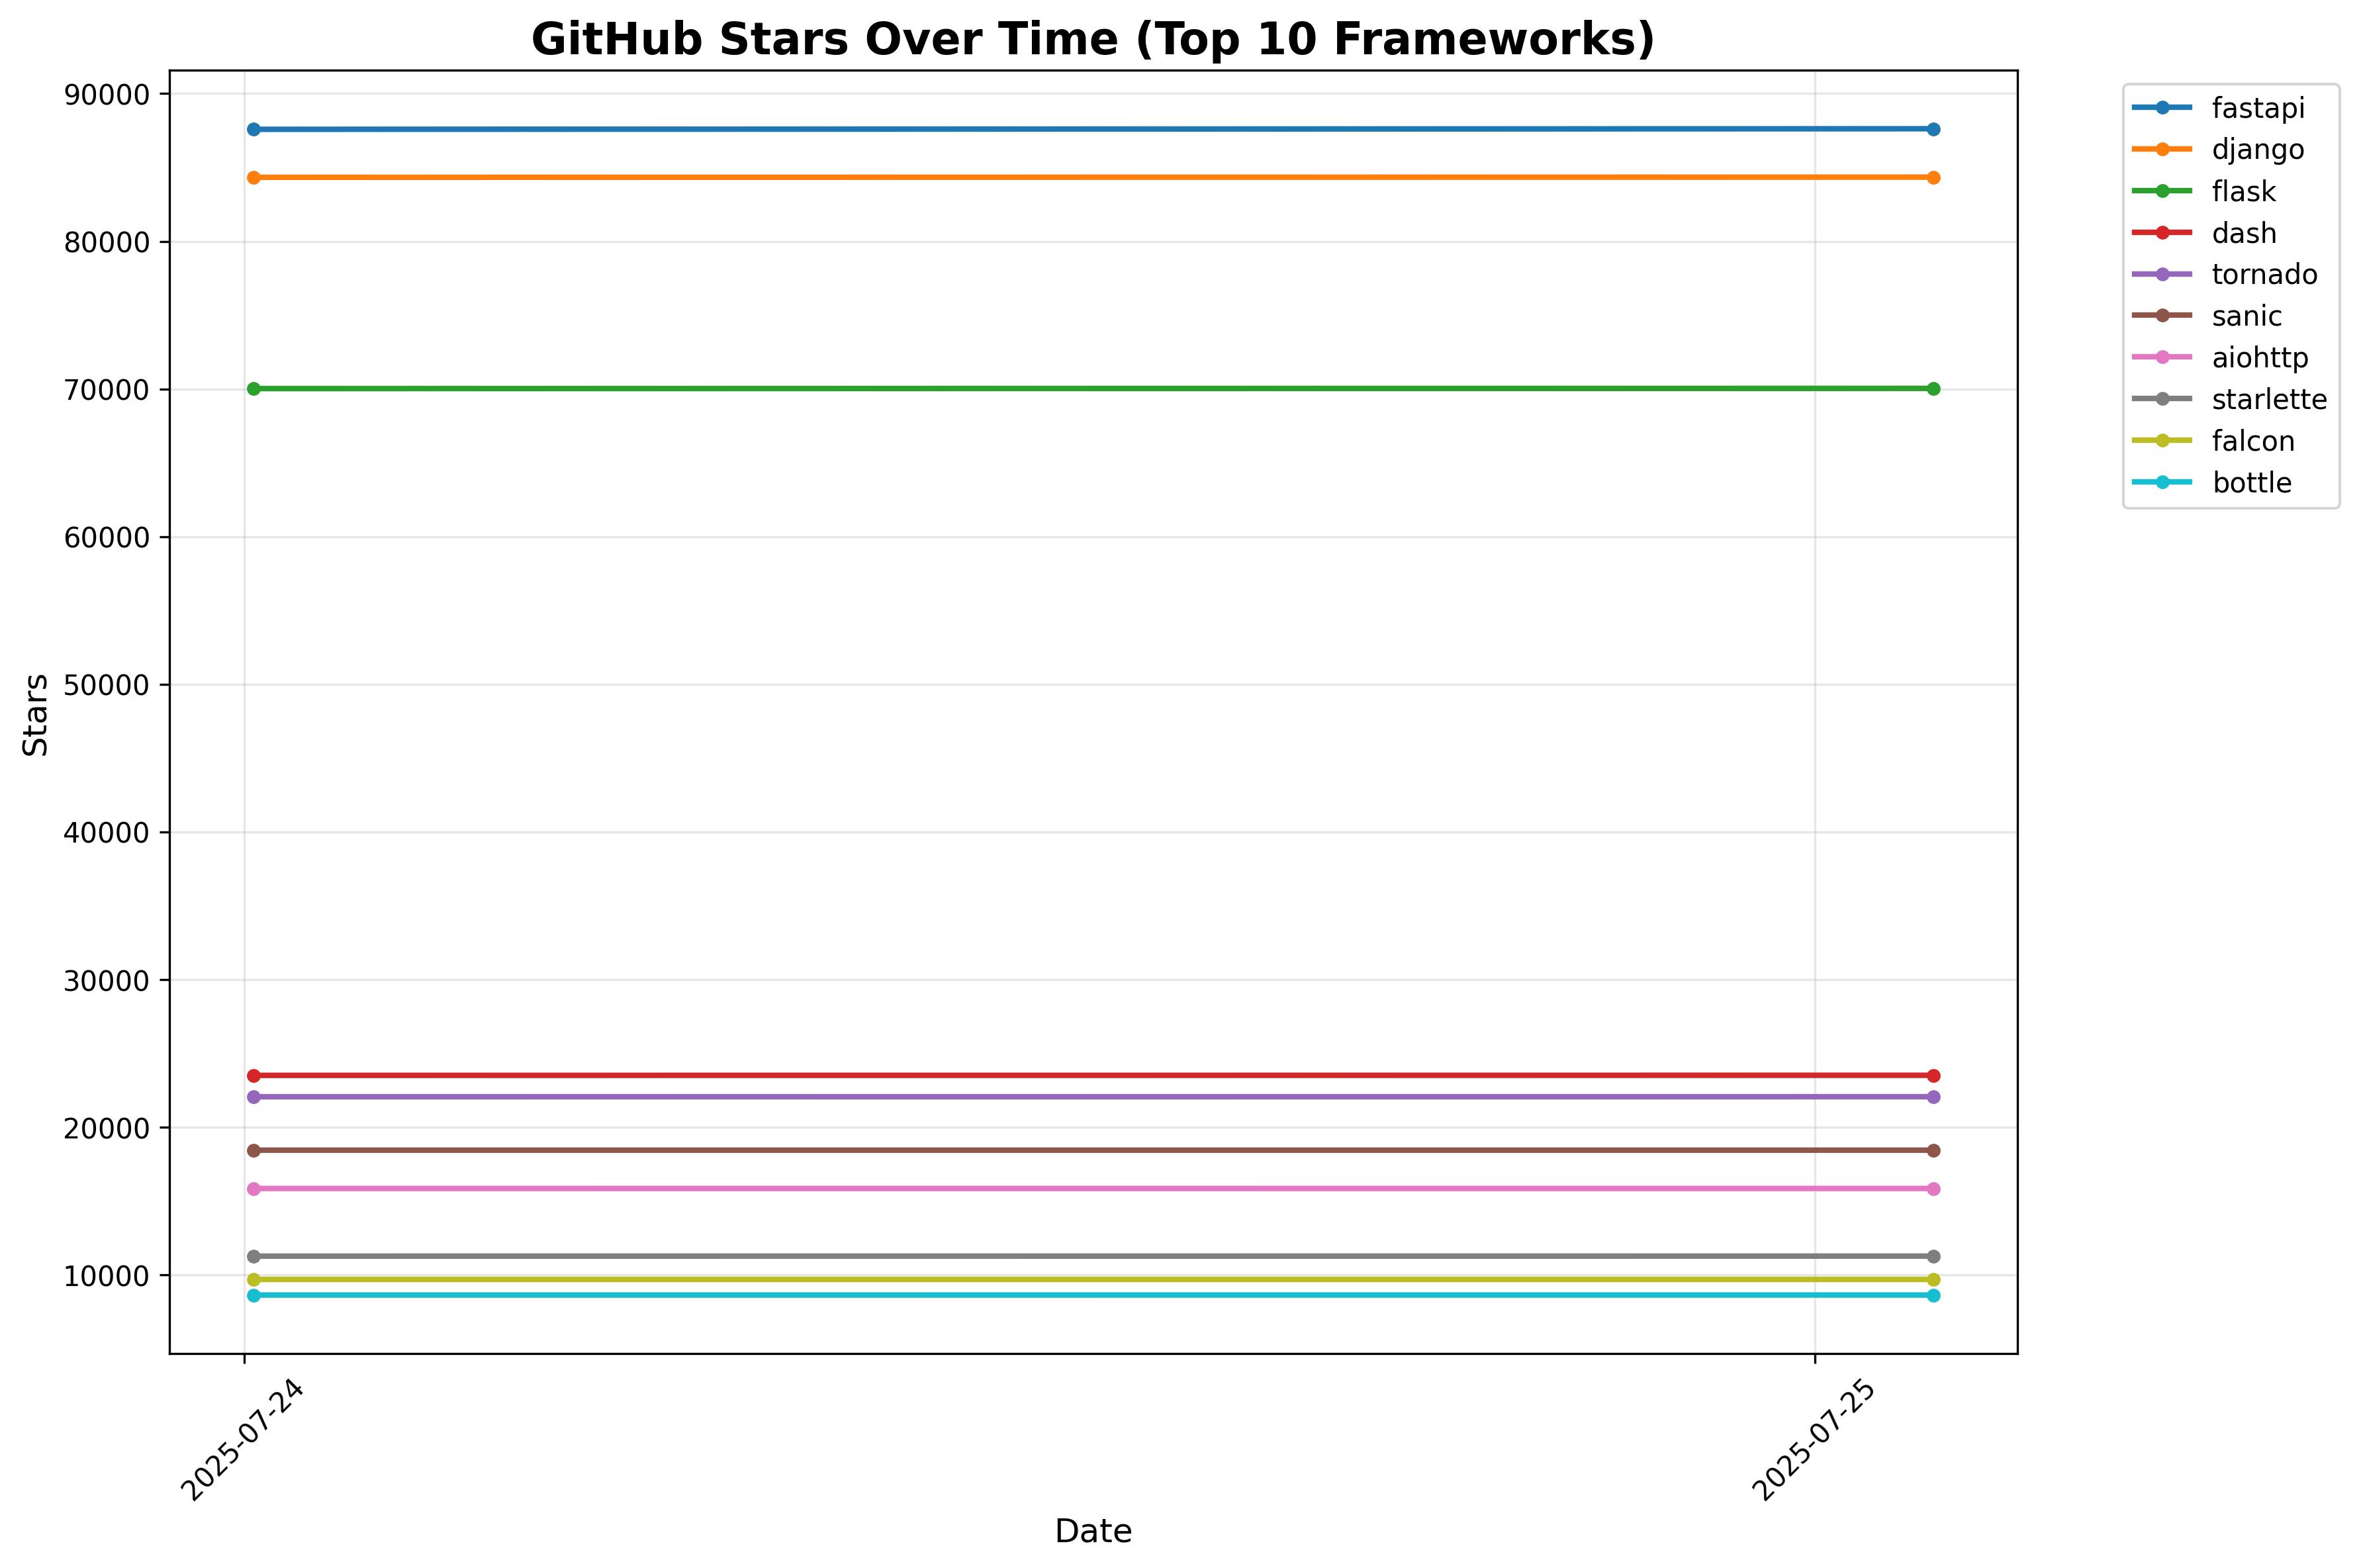 GitHub Stars Over Time (Top 10 Frameworks)
90000
80000
70000
60000
50000
40000
30000
20000
10000
Stars
2025-07-24
2025-07-25
Date
fastapi
django
flask
dash
tornado
sanic
aiohttp
starlette
falcon
bottle